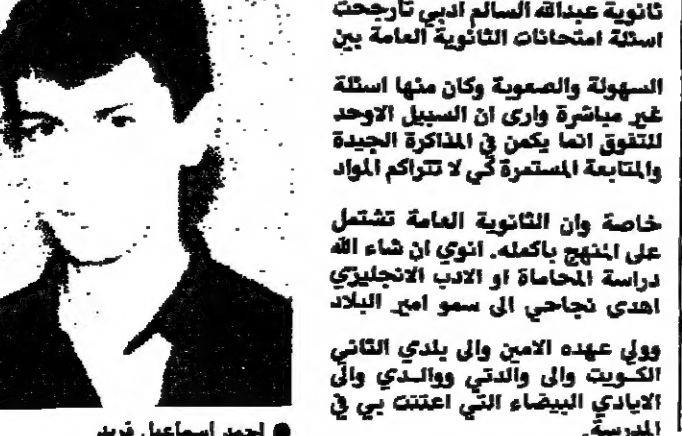 ثانوية عبدالله السالم ادبي تأرجحت
اسئلة امتحانات الثانوية العامة بين
السهولة والصعوبة وكان منها اسئلة
غير مباشرة وارى ان السبيل الاوحد
للتفوق انما يكمن في المذاكرة الجيدة
والمتابعة المستمرة كي لا تتراكم المواد
خاصة وان الثانوية العامة تشتمل
على المنهج باكمله. انوي ان شاء الله
دراسة المحاماة او الادب الانجليزي
اهدى نجاحي الى سمو امير البلاد
وولي عهده الامين والى بلدي الثاني
الكويت والى والدتي ووالدي والى
الايادي البيضاء التي اعتنت بي في
المدرسة.
● احمد اسماعيل فريد